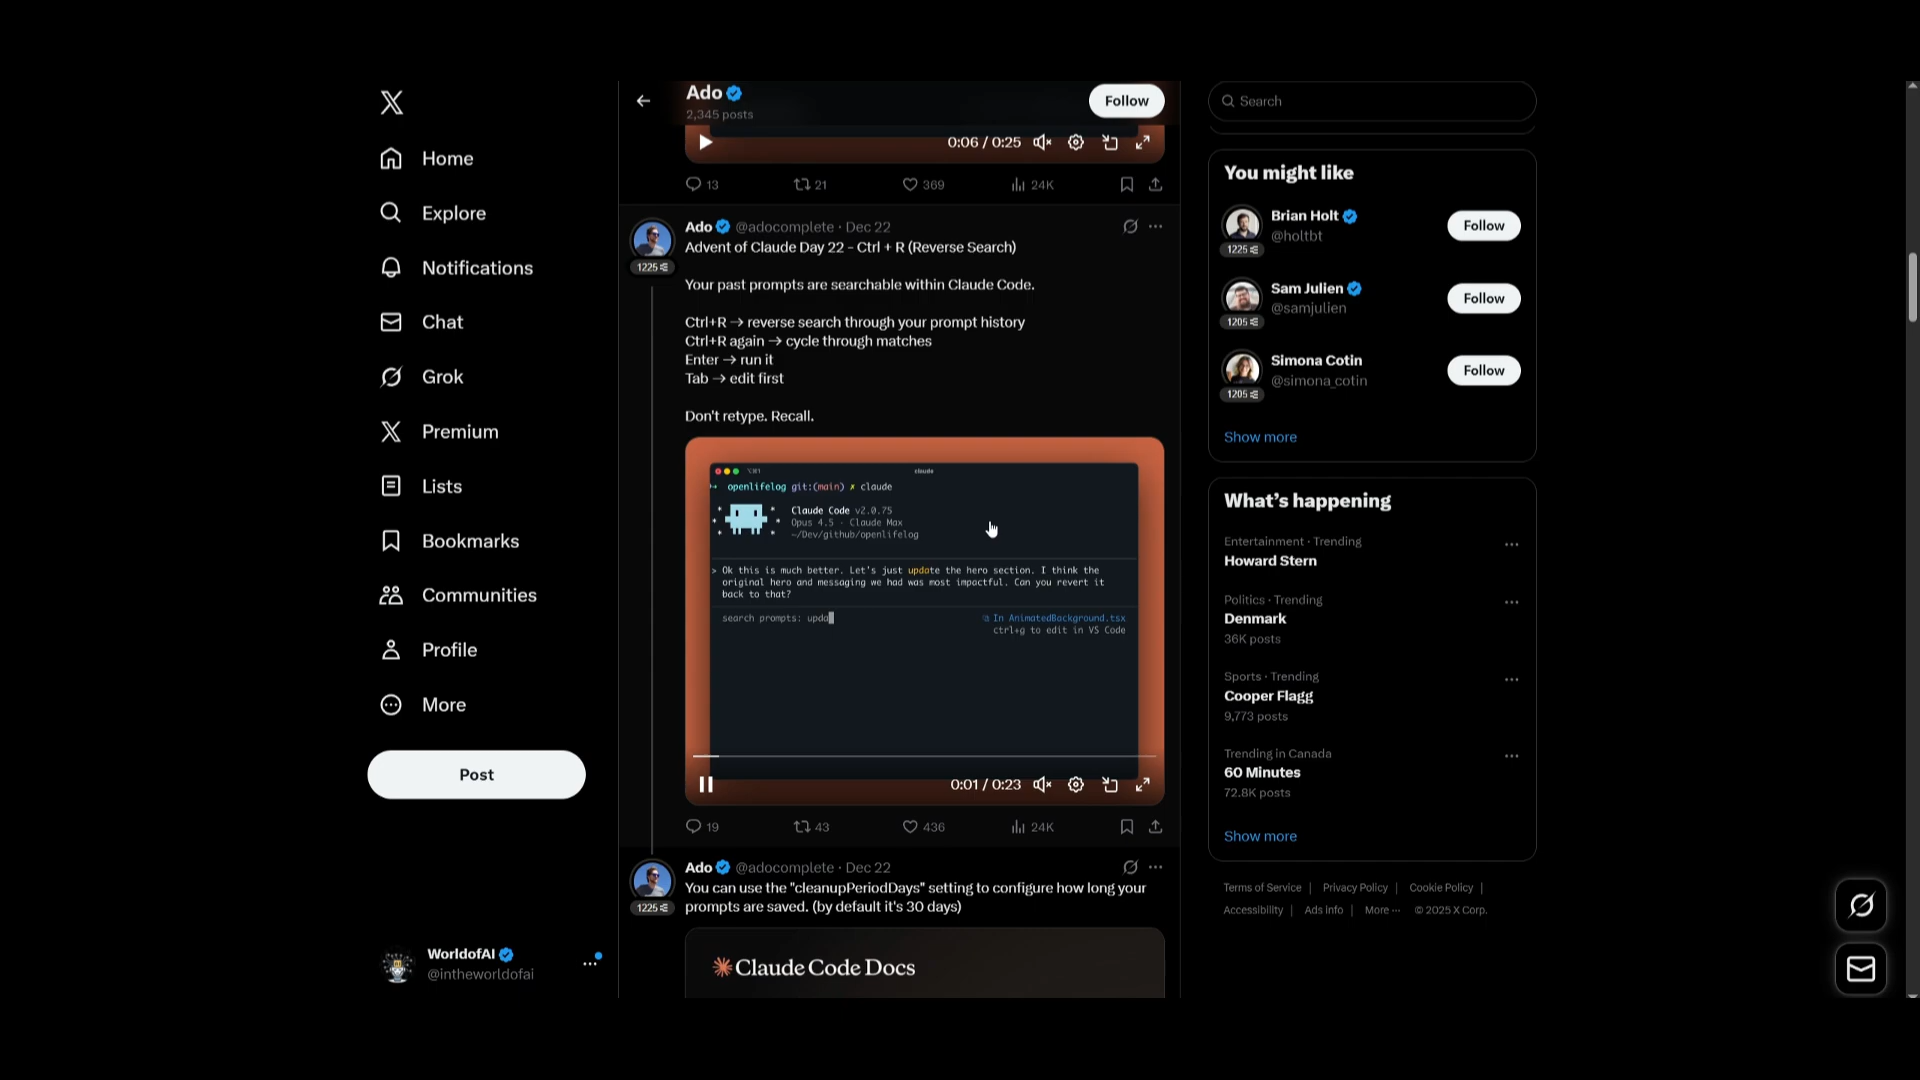 Home
Explore
Notifications
Chat
Grok
Premium
Lists
Bookmarks
Communities
Profile
More
Post
WorldofAI
@intheworldofai
Ado
2,345 posts
Follow
0:06 / 0:25
13 21 369 24K
Ado @adocomplete · Dec 22
1225
Advent of Claude Day 22 - Ctrl + R (Reverse Search)
Your past prompts are searchable within Claude Code.
Ctrl+R → reverse search through your prompt history
Ctrl+R again → cycle through matches
Enter → run it
Tab → edit first
Don't retype. Recall.
⌥⌘1 claude
openlifelog git:(main) ✗ claude
Claude Code v2.0.75
Opus 4.5 · Claude Max
~/Dev/github/openlifelog
> Ok this is much better. Let's just update the hero section. I think the
original hero and messaging we had was most impactful. Can you revert it
back to that?
search prompts: upda
In AnimatedBackground.tsx
ctrl+g to edit in VS Code
0:01 / 0:23
19 43 436 24K
Ado @adocomplete · Dec 22
1225
You can use the "cleanupPeriodDays" setting to configure how long your
prompts are saved. (by default it's 30 days)
Claude Code Docs
Search
You might like
Brian Holt
@holtbt
1225
Follow
Sam Julien
@samjulien
1205
Follow
Simona Cotin
@simona_cotin
1205
Follow
Show more
What's happening
Entertainment · Trending
Howard Stern
Politics · Trending
Denmark
36K posts
Sports · Trending
Cooper Flagg
9,773 posts
Trending in Canada
60 Minutes
72.8K posts
Show more
Terms of Service | Privacy Policy | Cookie Policy |
Accessibility | Ads info | More ··· © 2025 X Corp.